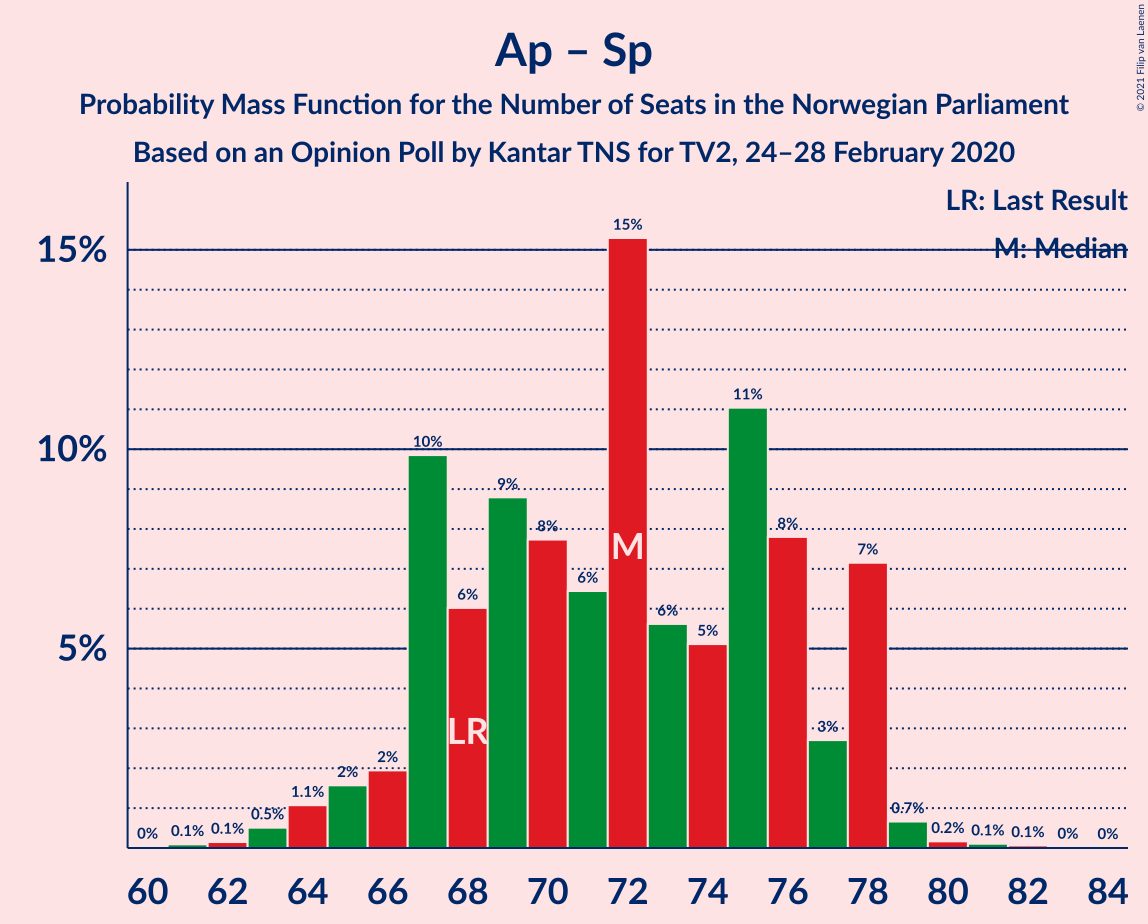 Ap – Sp
Probability Mass Function for the Number of Seats in the Norwegian Parliament
Based on an Opinion Poll by Kantar TNS for TV2, 24–28 February 2020
© 2021 Filip van Laenen
LR: Last Result
M: Median
15%
10%
5%
0% 0.1% 0.1% 0.5% 1.1% 2% 2% 10% 6% 9% 8% 6% 15% 6% 5% 11% 8% 3% 7% 0.7% 0.2% 0.1% 0.1% 0% 0%
M
LR
60 62 64 66 68 70 72 74 76 78 80 82 84